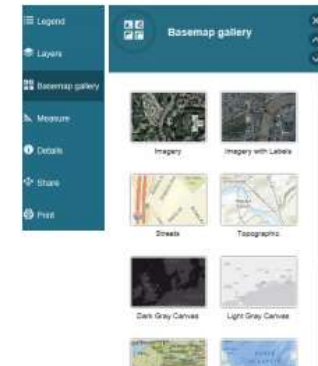 Legend
Layers
Basemap gallery
Measure
Details
Share
Print
Basemap gallery
Imagery
Imagery with Labels
Streets
Topographic
Dark Gray Canvas
Light Gray Canvas